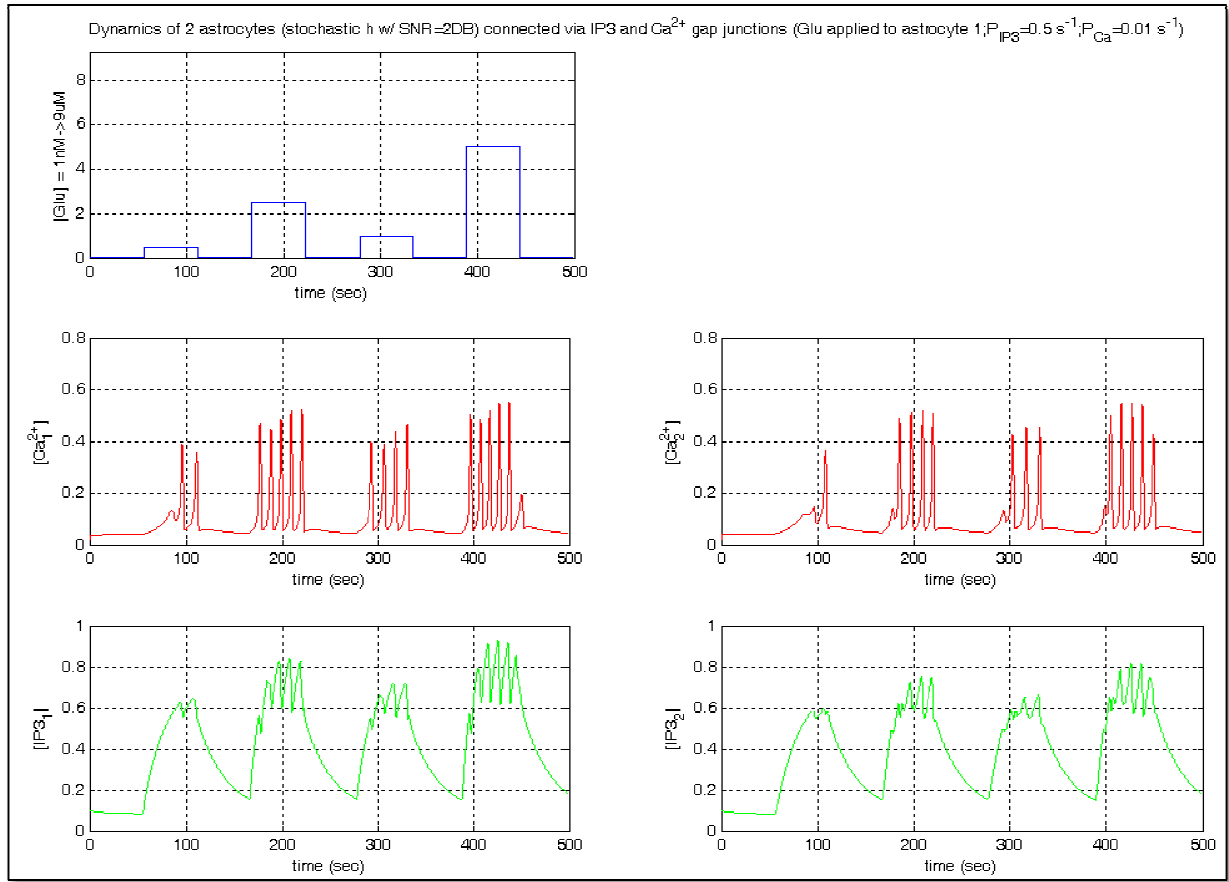 Dynamics of 2 astrocytes (stochastic h w/ SNR=2DB) connected via IP3 and Ca2+ gap junctions (Glu applied to astrocyte 1;PIP3=0.5 s-1;PCa=0.01 s-1)
[Glu] = 1nM->9uM
8
6
4
2
0
0 100 200 300 400 500
time (sec)
[Ca2+1]
0.8
0.6
0.4
0.2
0
0 100 200 300 400 500
time (sec)
[Ca2+2]
0.8
0.6
0.4
0.2
0
0 100 200 300 400 500
time (sec)
[IP31]
1
0.8
0.6
0.4
0.2
0
0 100 200 300 400 500
time (sec)
[IP32]
1
0.8
0.6
0.4
0.2
0
0 100 200 300 400 500
time (sec)